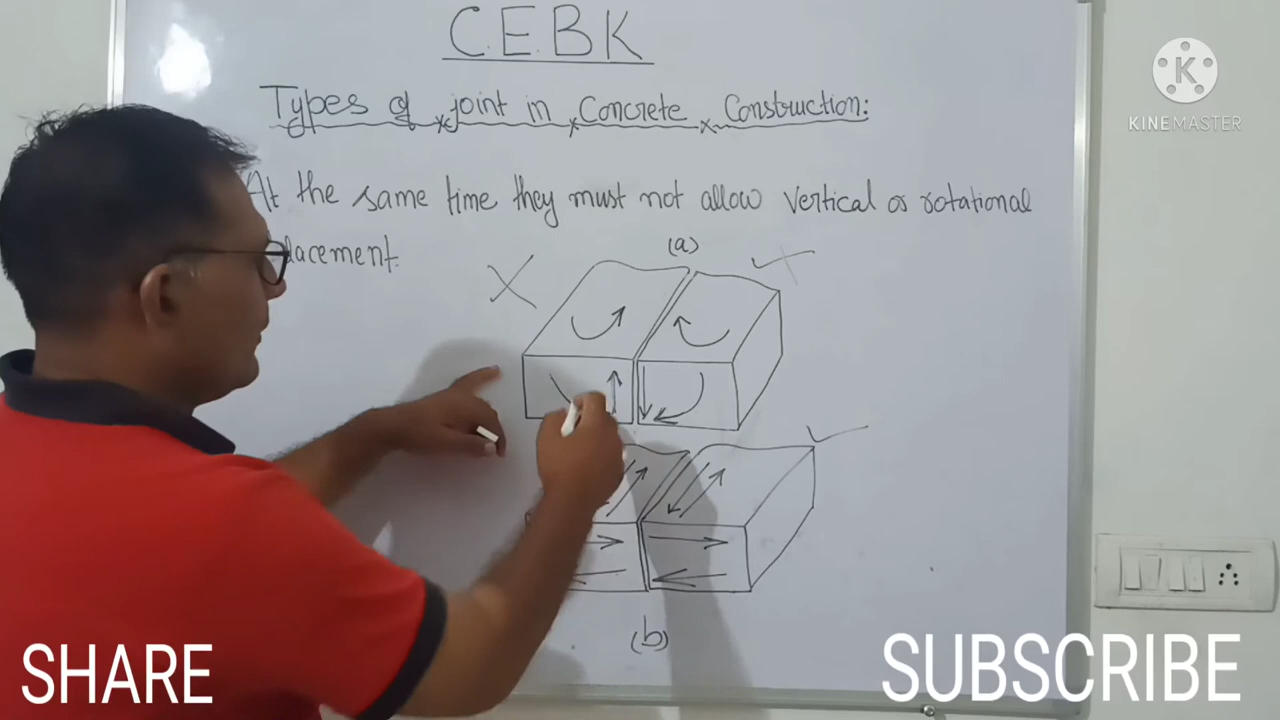 C.E.B.K
KINEMASTER
Types of joint in Concrete Construction:
At the same time they must not allow vertical or rotational
lacement.
(a)
(b)
SHARE
SUBSCRIBE